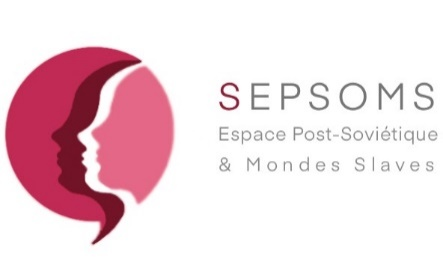 SEPSOMS
Espace Post-Soviétique
& Mondes Slaves